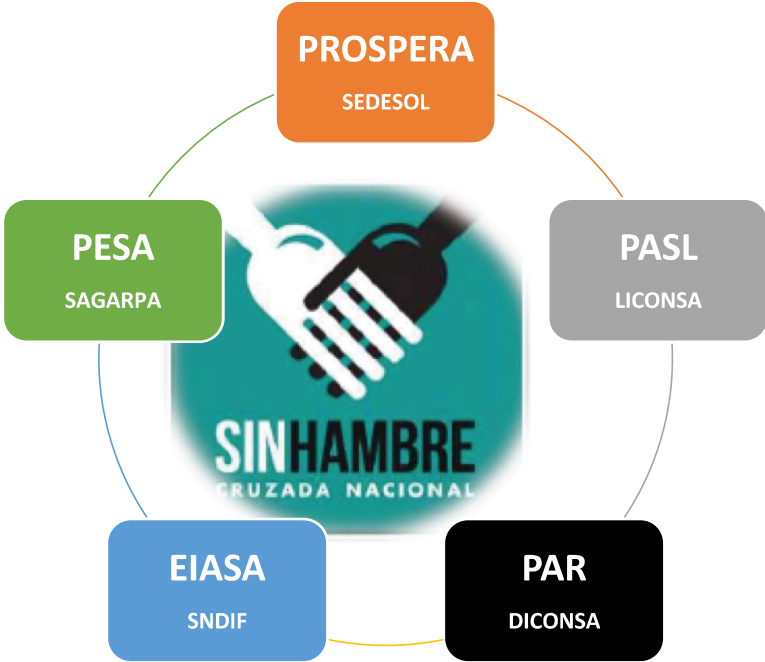 PROSPERA
SEDESOL
PESA
SAGARPA
PASL
LICONSA
SINHAMBRE
CRUZADA NACIONAL
EIASA
SNDIF
PAR
DICONSA